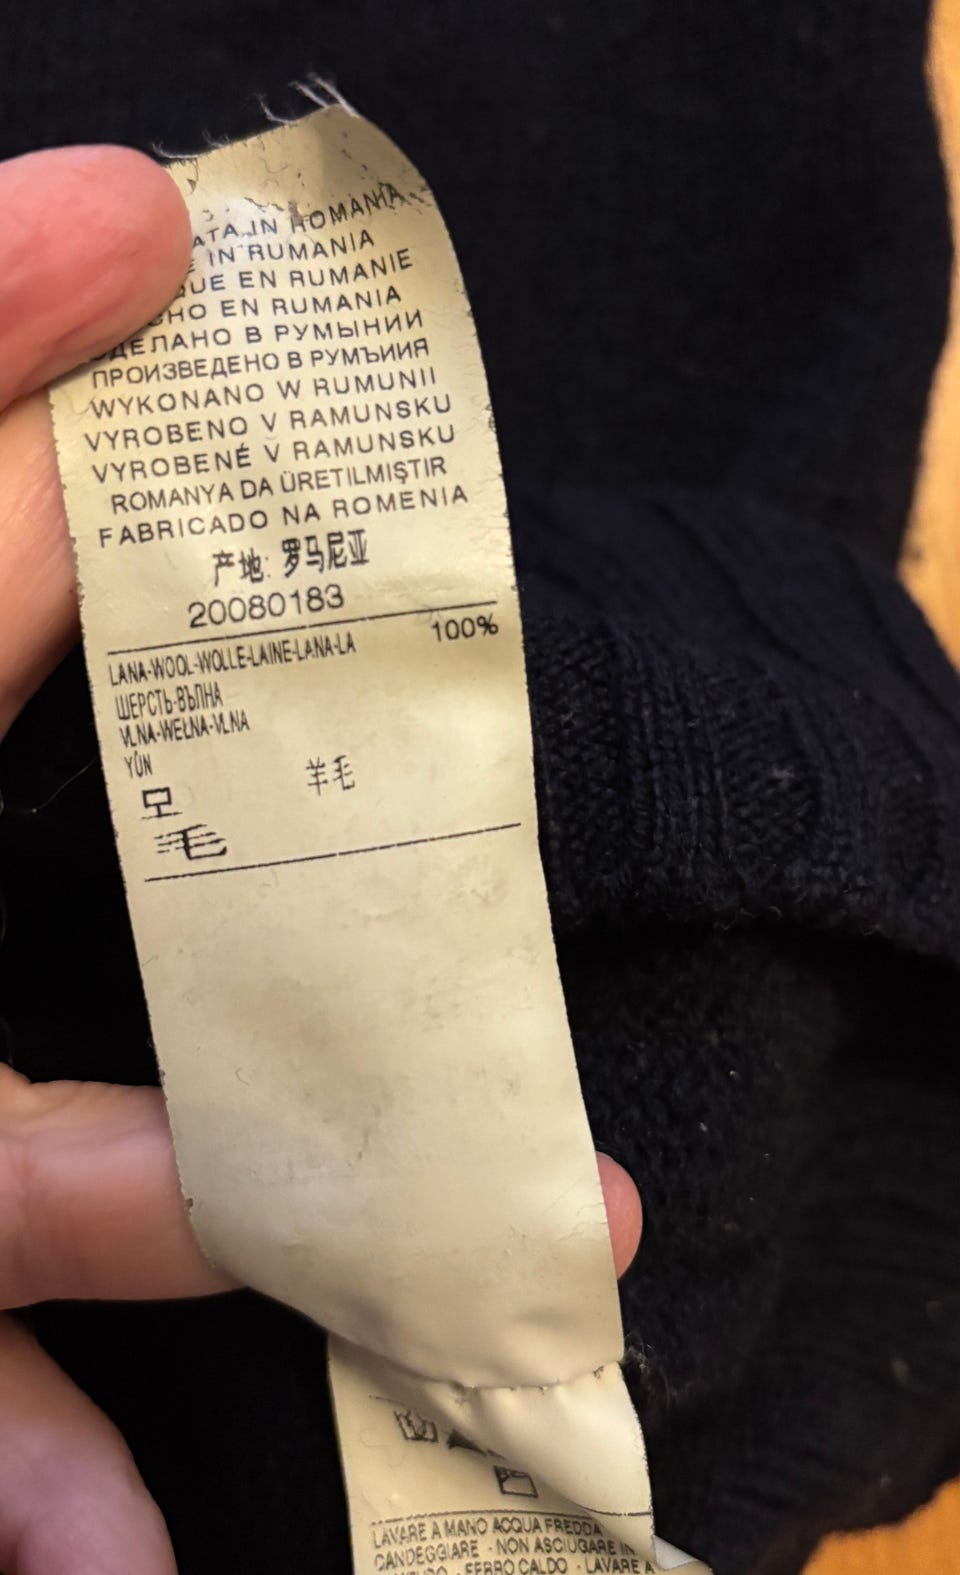 IN ROMANIA
IN RUMANIA
EN RUMANIE
EN RUMANIA
СДЕЛАНО В РУМЫНИИ
ПРОИЗВЕДЕНО В РУМЪИИЯ
WYKONANO W RUMUNII
VYROBENO V RAMUNSKU
VYROBENÉ V RAMUNSKU
ROMANYA DA ÜRETILMIŞTIR
FABRICADO NA ROMENIA
产地: 罗马尼亚
20080183
LANA-WOOL-WOLLE-LAINE-LANA-LA 100%
ШЕРСТЬ-ВЪЛНА
VLNA-WEŁNA-VLNA
YÜN 羊毛
모
毛
LAVARE A MANO ACQUA FREDDA
CANDEGGIARE - NON ASCIUGARE IN
FERRO CALDO - LAVARE A